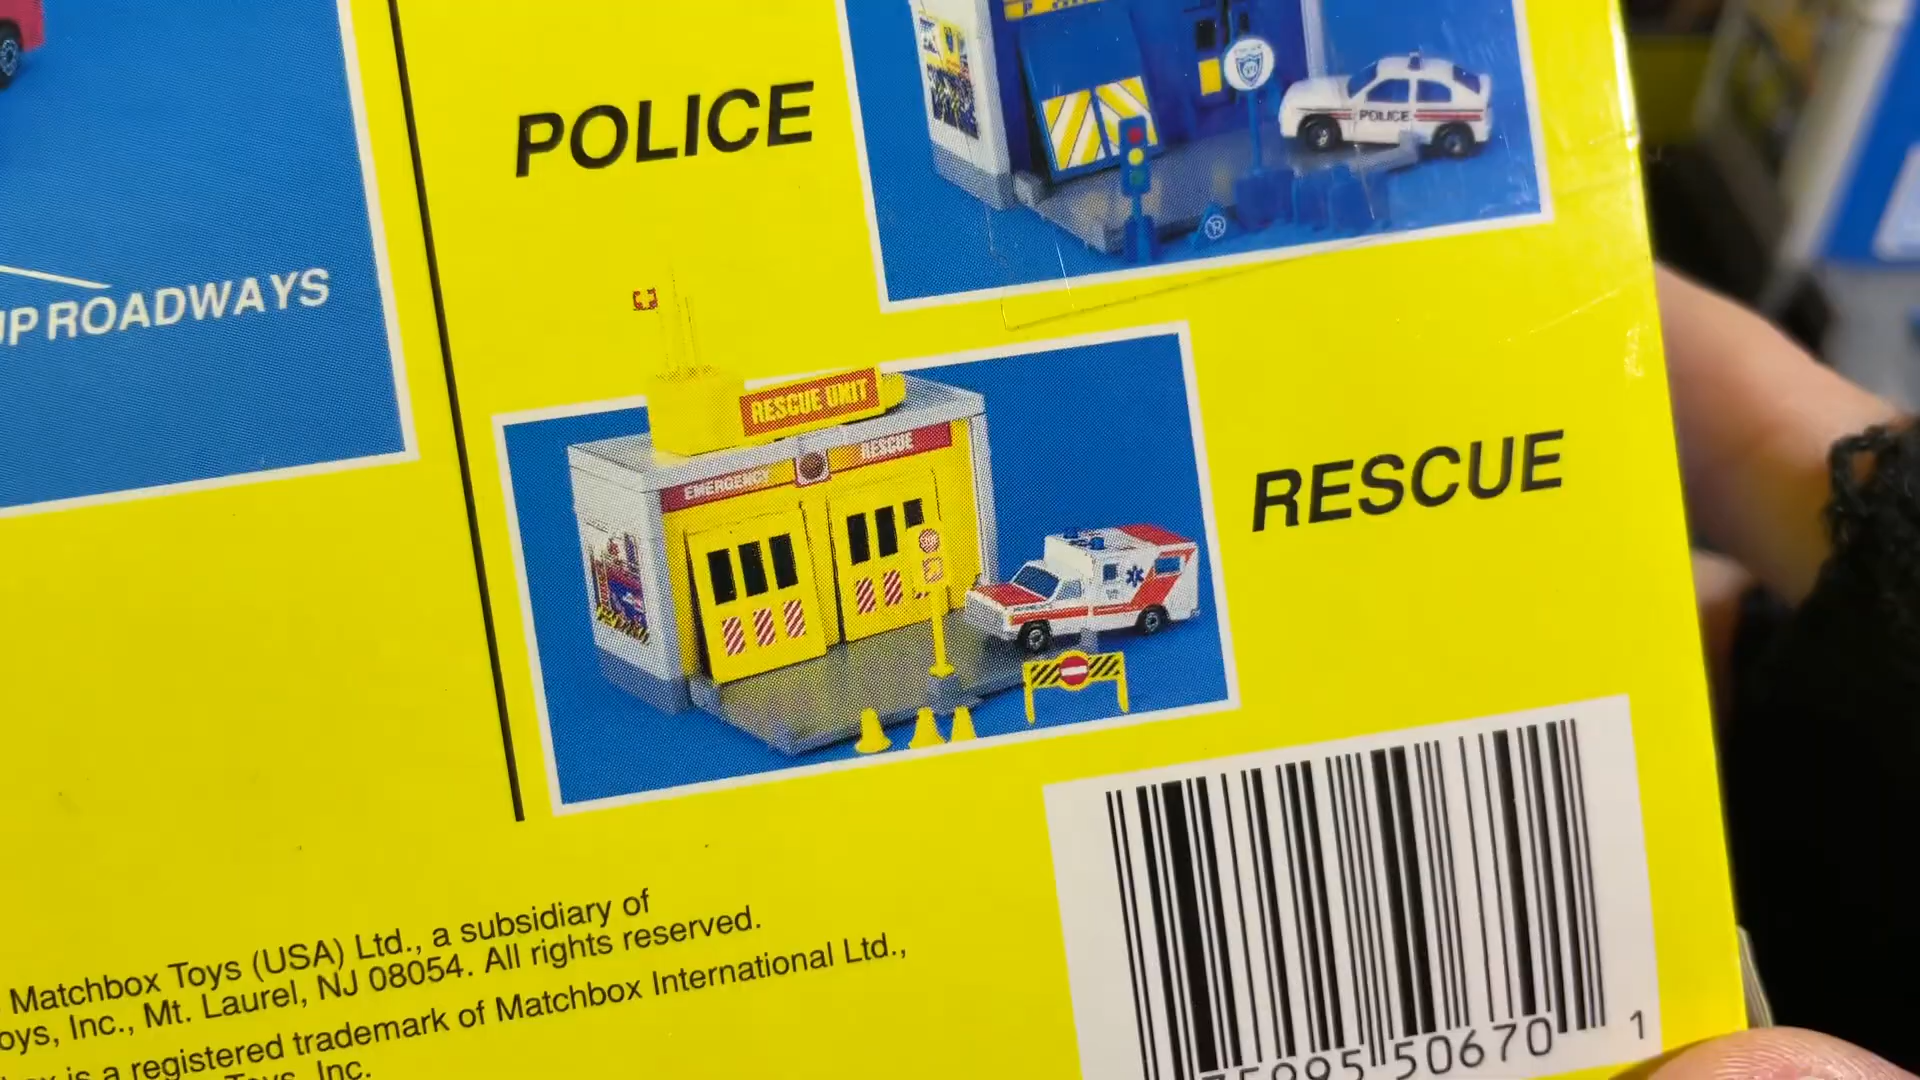 POLICE
POLICE
UP ROADWAYS
RESCUE UNIT
EMERGENCY
RESCUE
RESCUE
Matchbox Toys (USA) Ltd., a subsidiary of
oys, Inc., Mt. Laurel, NJ 08054. All rights reserved.
is a registered trademark of Matchbox International Ltd.,
Toys, Inc.
50670 1